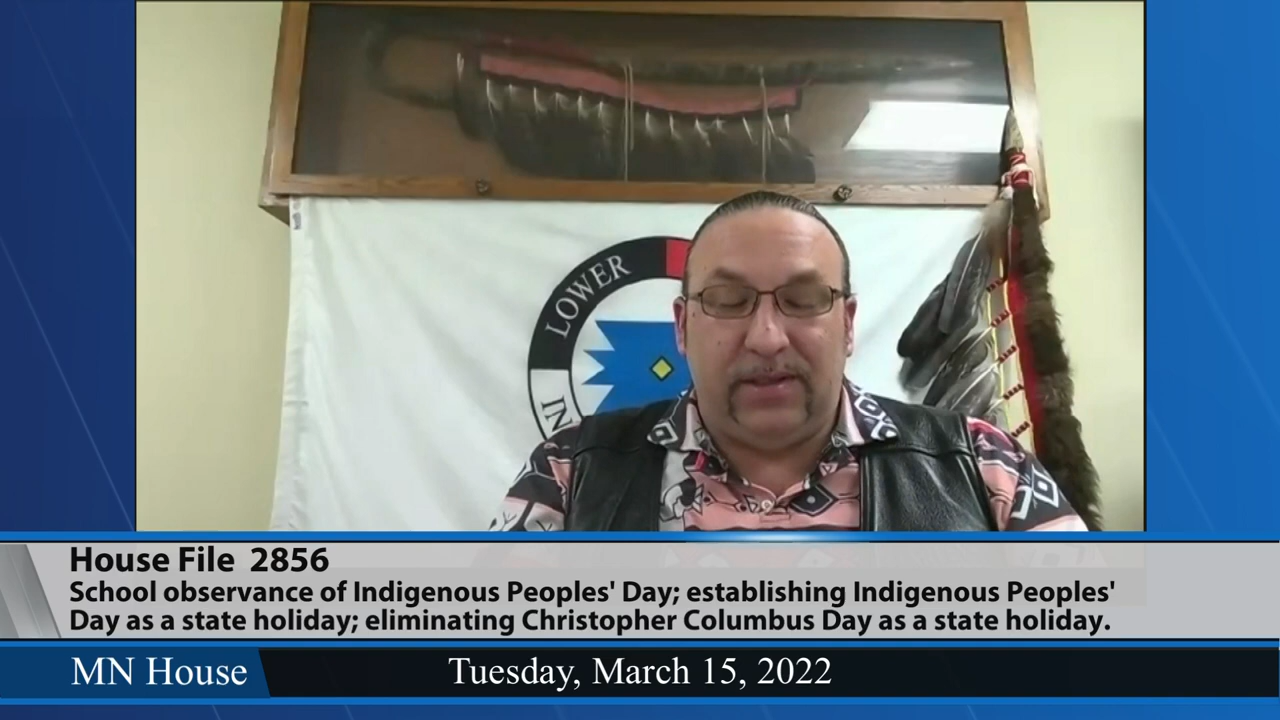 LOWER
IN
House File 2856
School observance of Indigenous Peoples' Day; establishing Indigenous Peoples'
Day as a state holiday; eliminating Christopher Columbus Day as a state holiday.
MN House
Tuesday, March 15, 2022